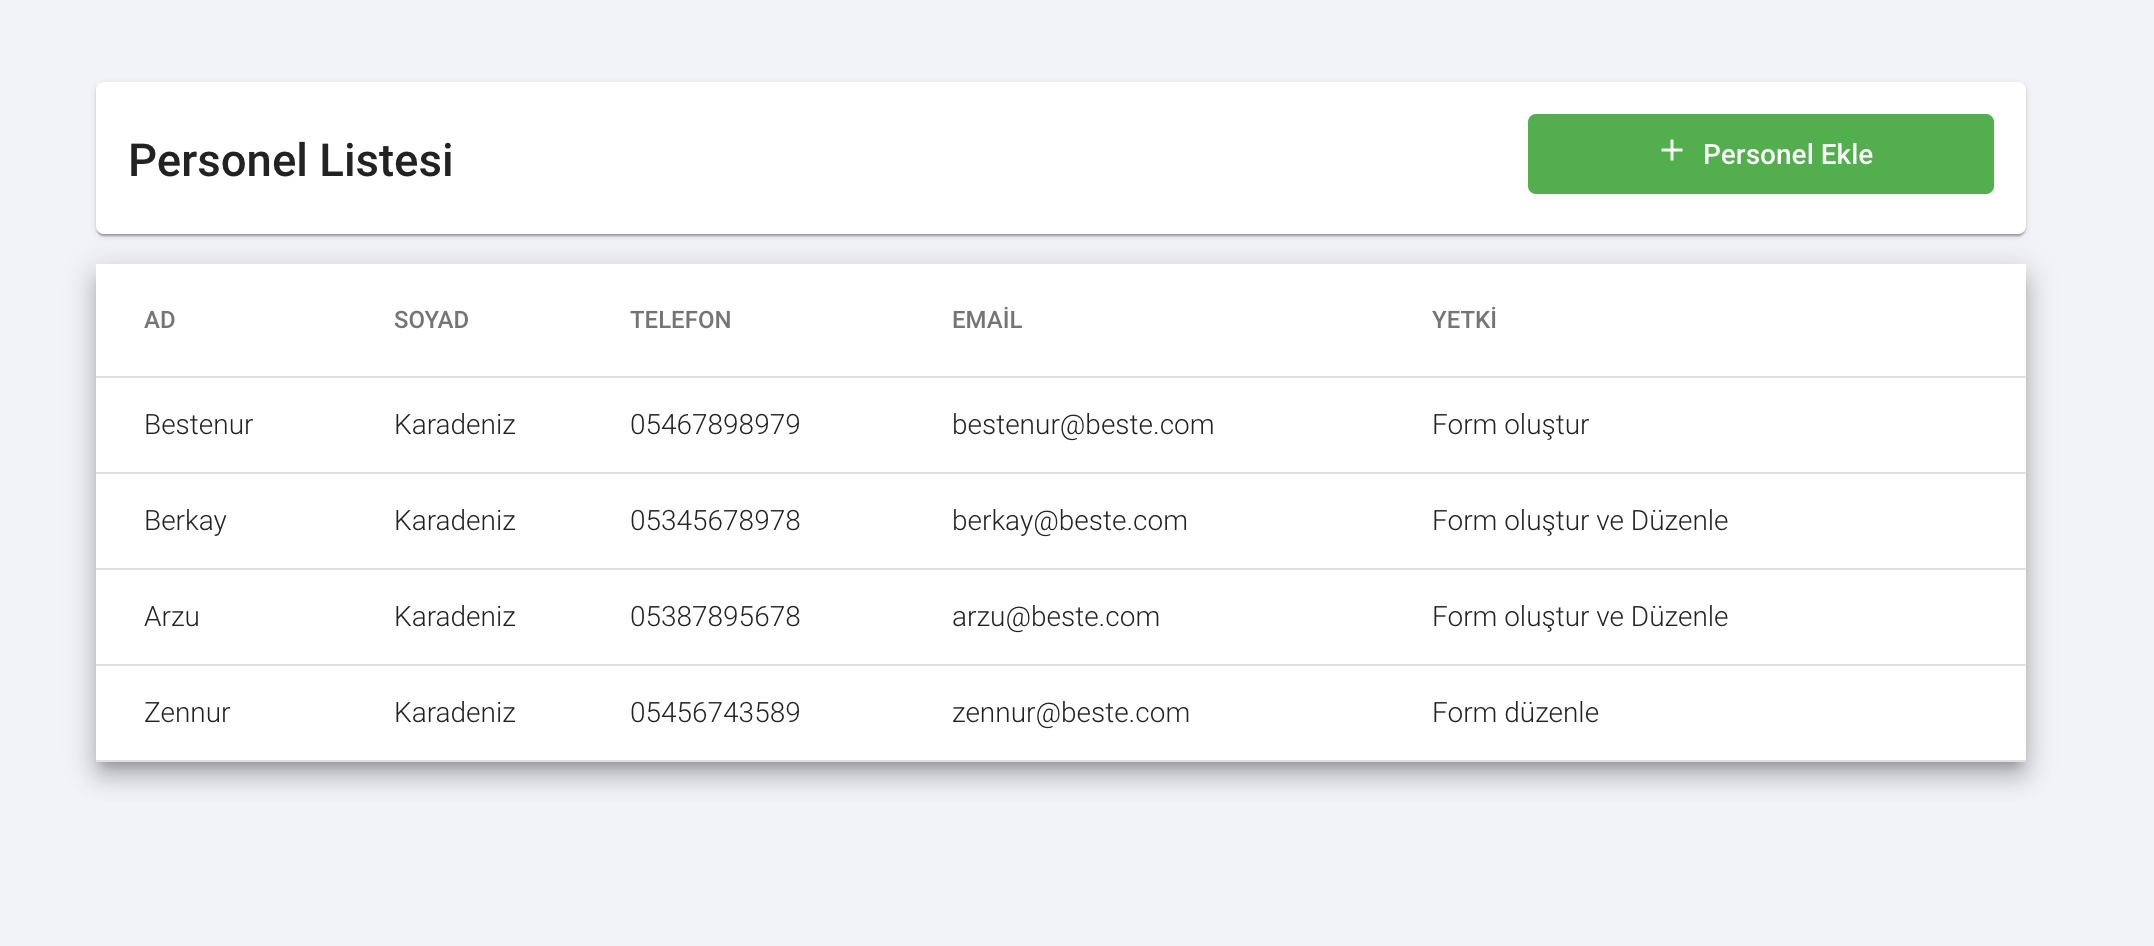 Personel Listesi
+ Personel Ekle
AD SOYAD TELEFON EMAİL YETKİ
Bestenur Karadeniz 05467898979 bestenur@beste.com Form oluştur
Berkay Karadeniz 05345678978 berkay@beste.com Form oluştur ve Düzenle
Arzu Karadeniz 05387895678 arzu@beste.com Form oluştur ve Düzenle
Zennur Karadeniz 05456743589 zennur@beste.com Form düzenle